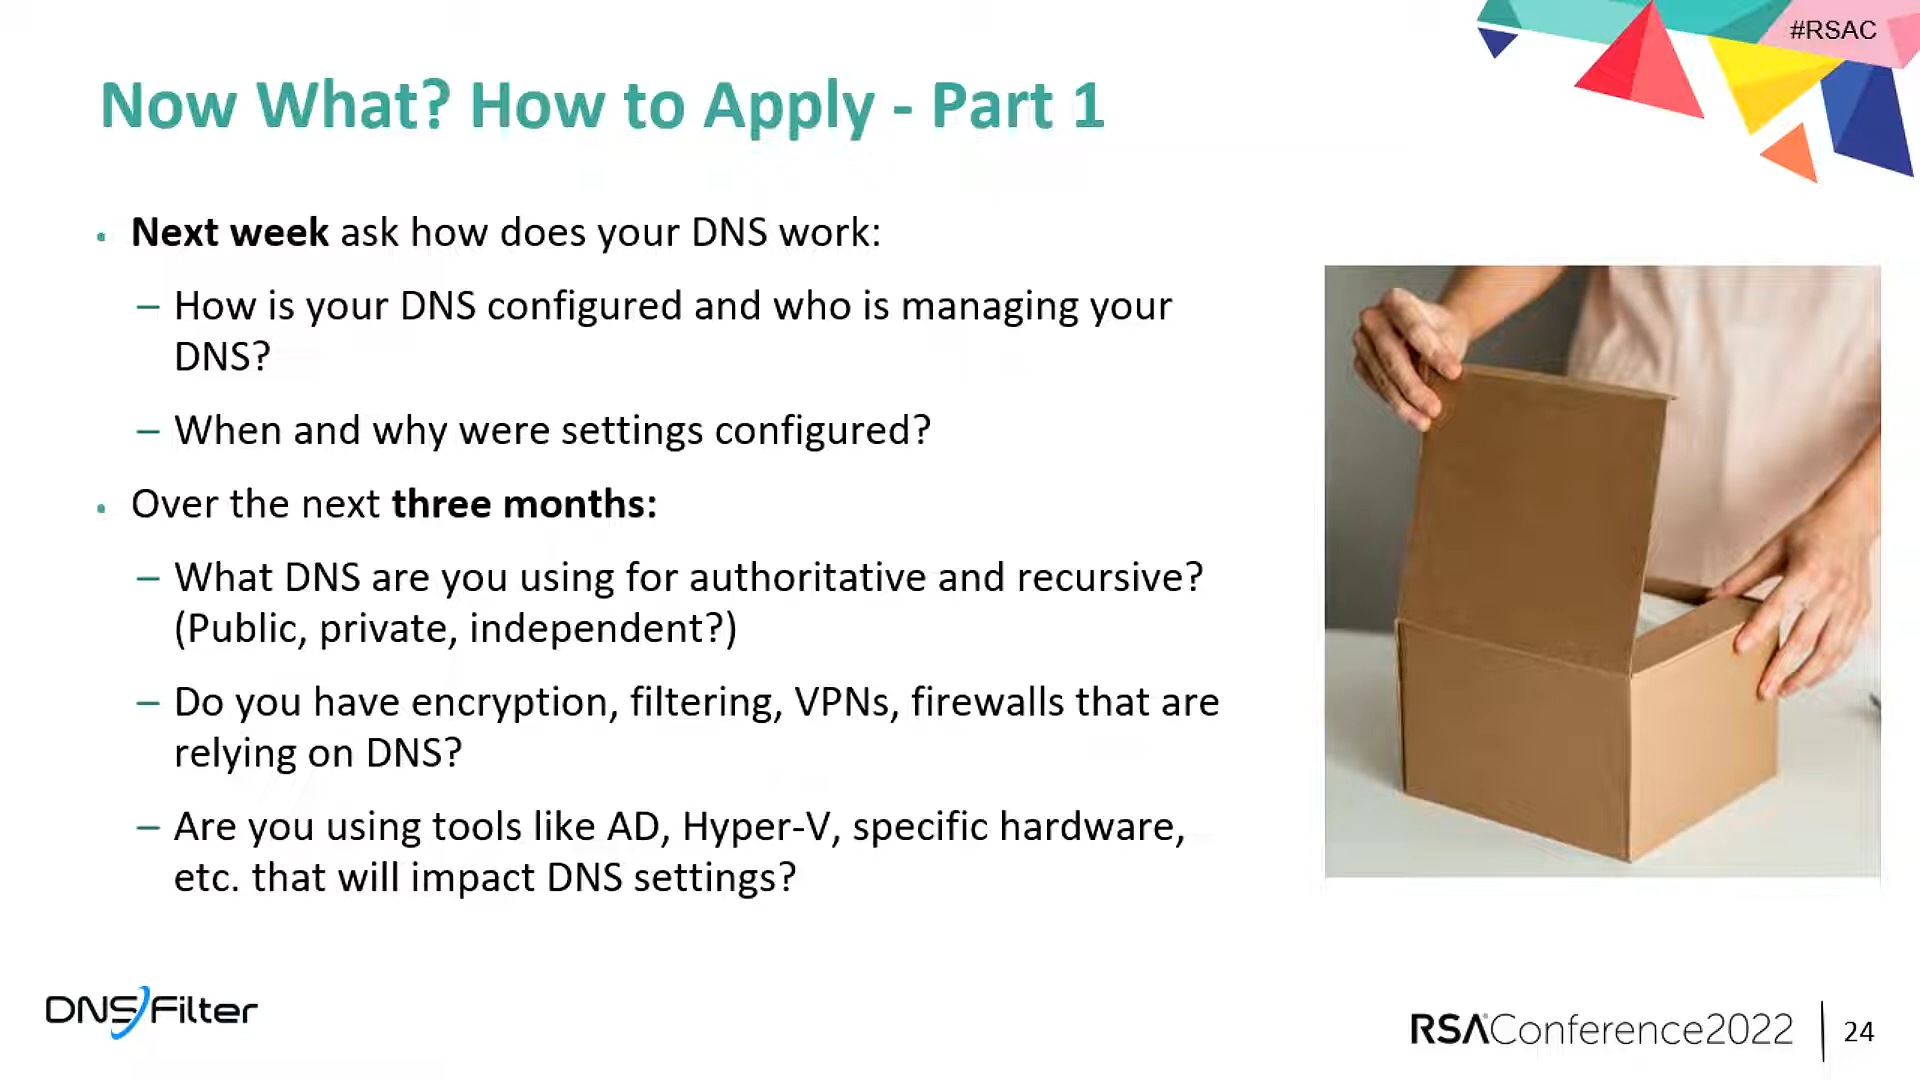 #RSAC
Now What? How to Apply - Part 1
• Next week ask how does your DNS work:
– How is your DNS configured and who is managing your
DNS?
– When and why were settings configured?
• Over the next three months:
– What DNS are you using for authoritative and recursive?
(Public, private, independent?)
– Do you have encryption, filtering, VPNs, firewalls that are
relying on DNS?
– Are you using tools like AD, Hyper-V, specific hardware,
etc. that will impact DNS settings?
DNSFilter
RSAConference2022
24